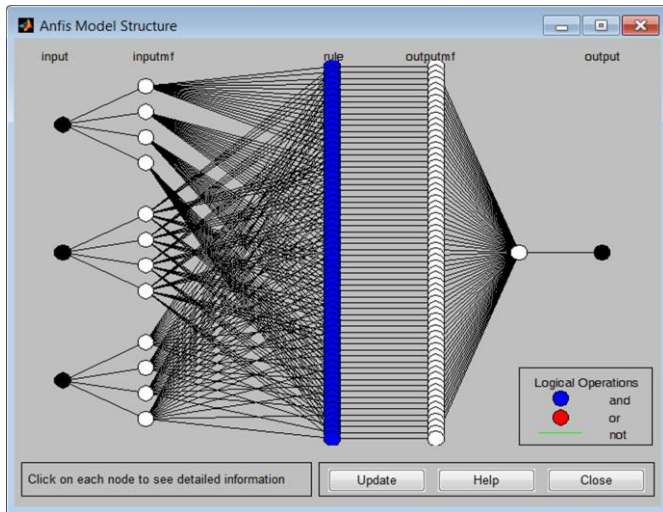 Anfis Model Structure
input inputmf rule outputmf output
Logical Operations
and
or
not
Click on each node to see detailed information
Update Help Close